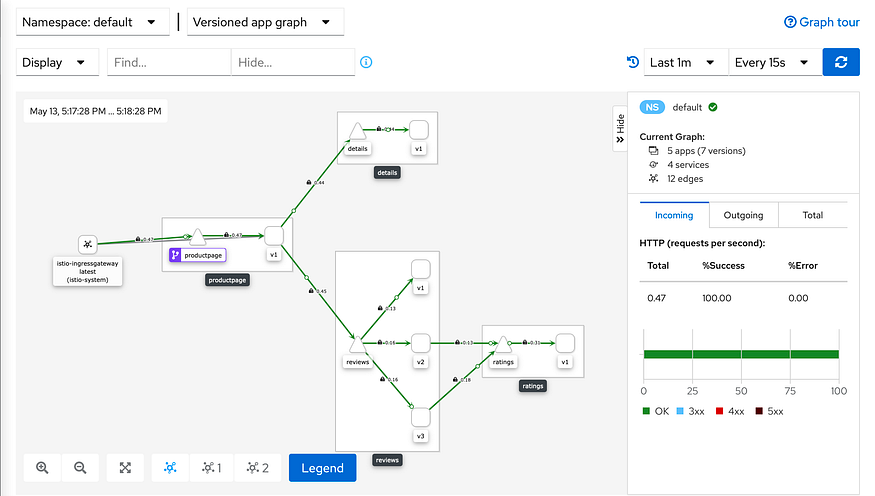 Namespace: default
Versioned app graph
Graph tour
Display
Find...
Hide...
Last 1m
Every 15s
May 13, 5:17:28 PM ... 5:18:28 PM
Hide
NS default
Current Graph:
5 apps (7 versions)
4 services
12 edges
Incoming
Outgoing
Total
HTTP (requests per second):
Total %Success %Error
0.47 100.00 0.00
0 25 50 75 100
OK 3xx 4xx 5xx
details
v1
details
0.44
0.47
0.47
istio-ingressgateway
latest
(istio-system)
productpage
v1
productpage
0.45
v1
0.13
reviews
v2
0.13
0.16
0.18
v3
reviews
ratings
0.31
v1
ratings
1
2
Legend